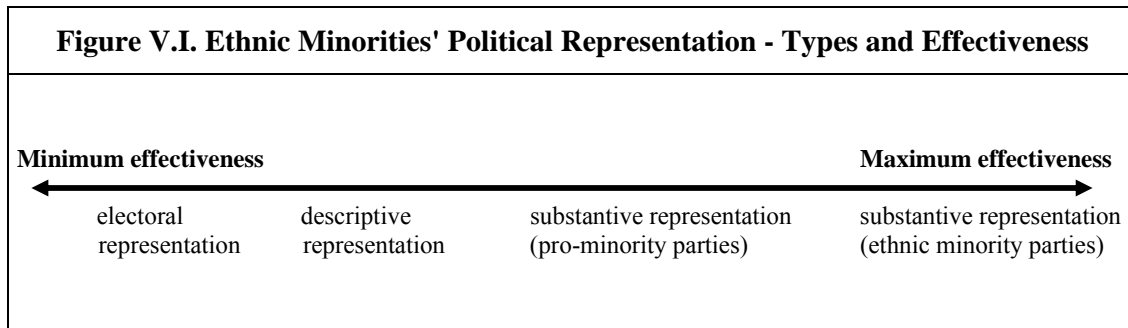 Figure V.I. Ethnic Minorities' Political Representation - Types and Effectiveness
Minimum effectiveness Maximum effectiveness
electoral descriptive substantive representation substantive representation
representation representation (pro-minority parties) (ethnic minority parties)